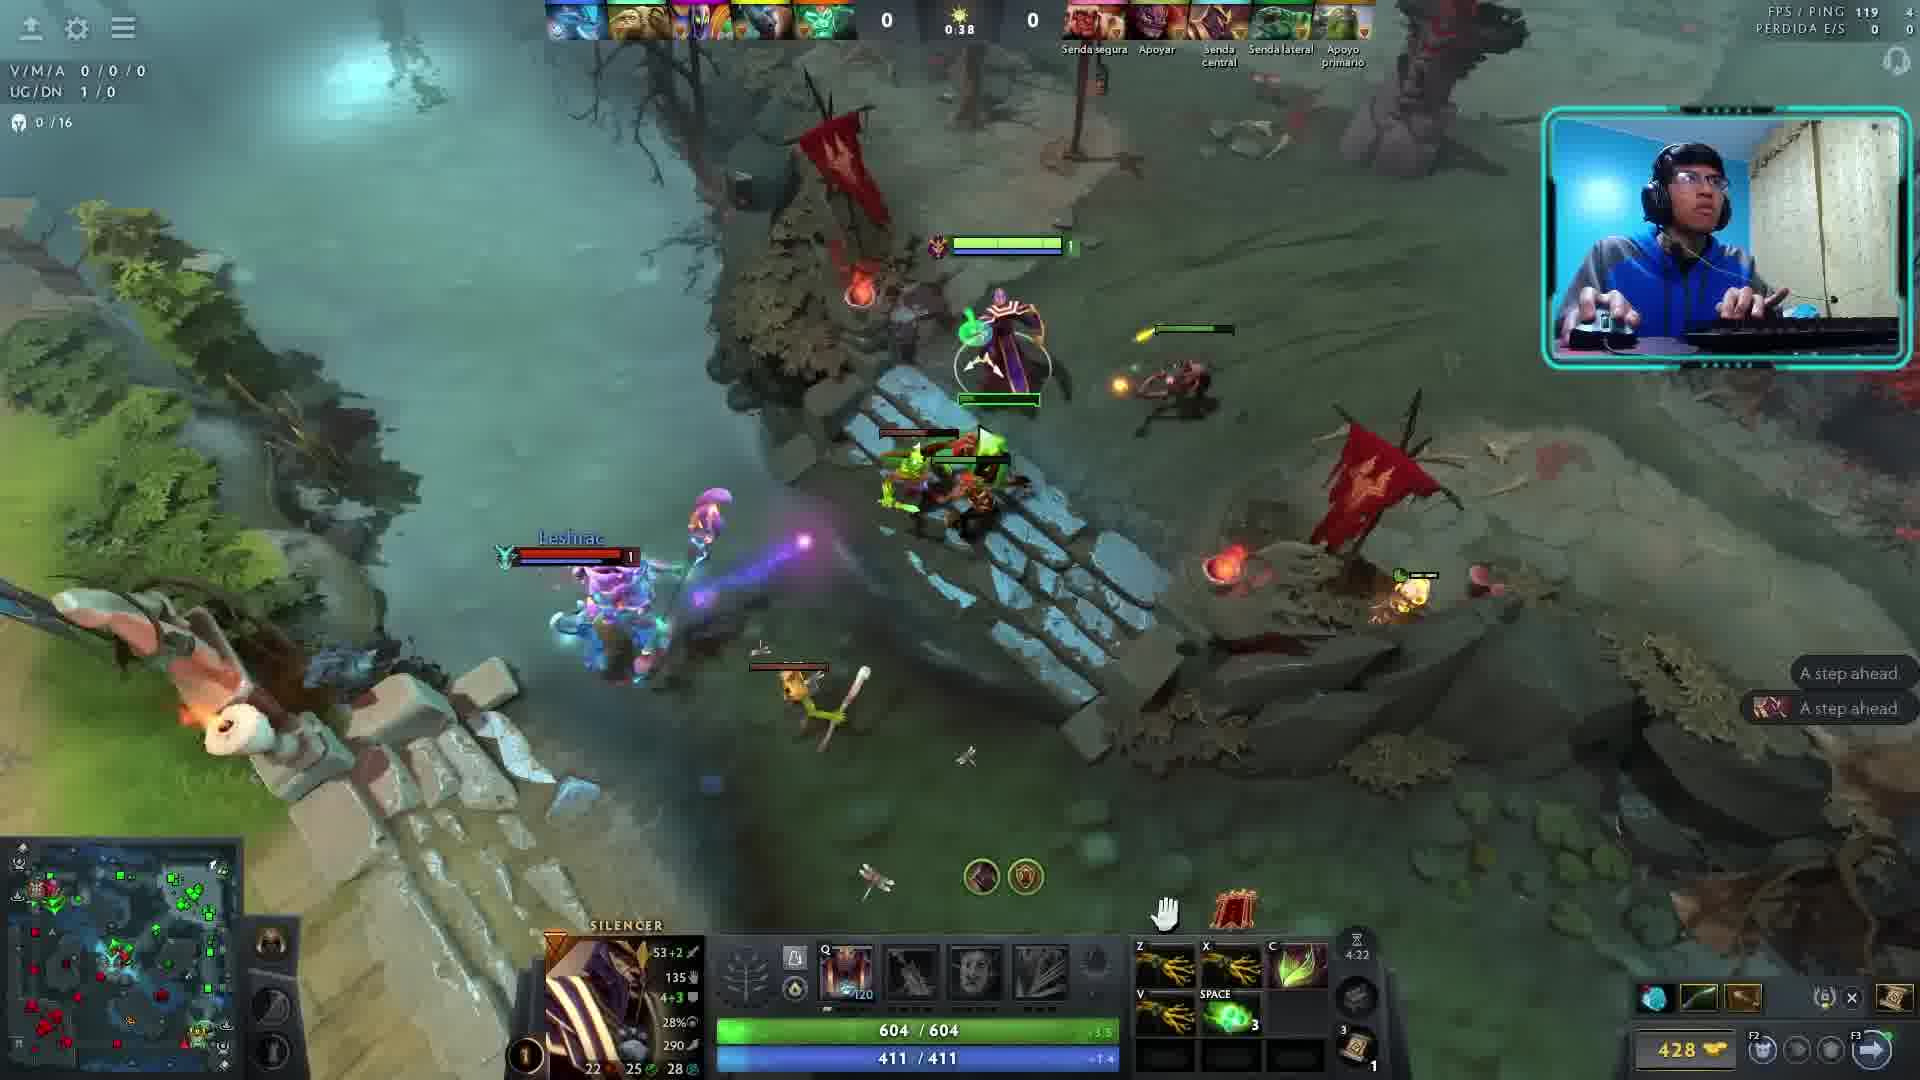 0 0:38 0
FPS / PING 119 4
PERDIDA E/S 0 0
Senda segura Apoyar Senda central Senda lateral Apoyo primario
V/M/A 0 / 0 / 0
UG/DN 1 / 0
0 /16
1
Leshrac 1
A step ahead.
A step ahead.
SILENCER
53+2
135
4+3
28%
290
22 25 28
1
Q 120
604 / 604 +3.5
411 / 411 +1.4
Z X C
V SPACE 3
4:22
3 1
428 F2 F3